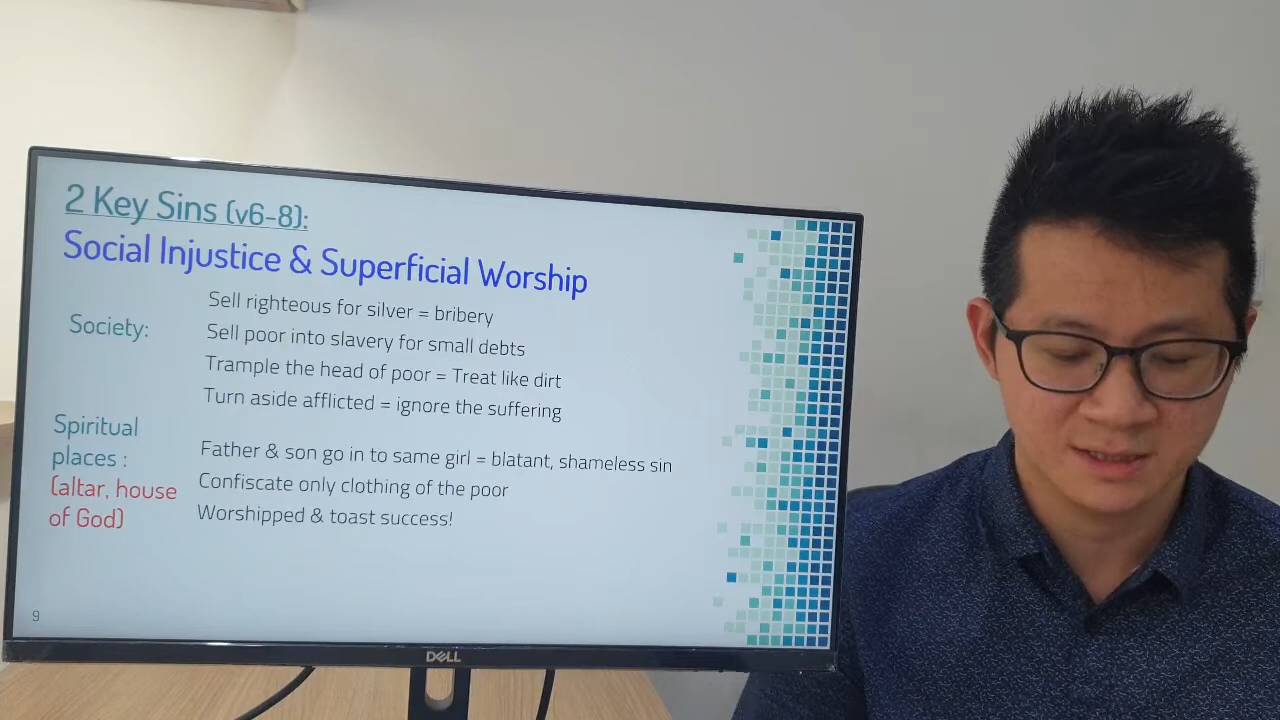 2 Key Sins (v6-8):
Social Injustice & Superficial Worship
Society:
Sell righteous for silver = bribery
Sell poor into slavery for small debts
Trample the head of poor = Treat like dirt
Turn aside afflicted = ignore the suffering
Spiritual
places :
(altar, house
of God)
Father & son go in to same girl = blatant, shameless sin
Confiscate only clothing of the poor
Worshipped & toast success!
9
DELL